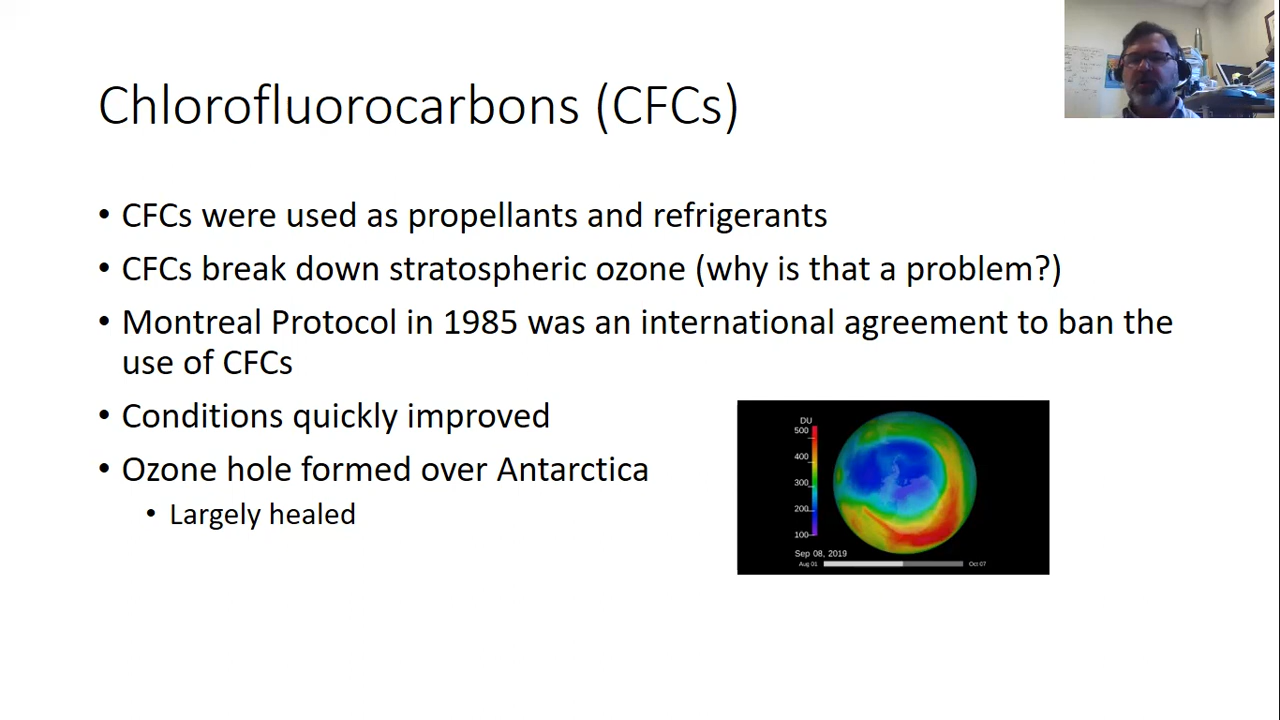 Chlorofluorocarbons (CFCs)
• CFCs were used as propellants and refrigerants
• CFCs break down stratospheric ozone (why is that a problem?)
• Montreal Protocol in 1985 was an international agreement to ban the
use of CFCs
• Conditions quickly improved
• Ozone hole formed over Antarctica
• Largely healed
DU
500
400
300
200
100
Sep 08, 2019
Aug 01 Oct 07